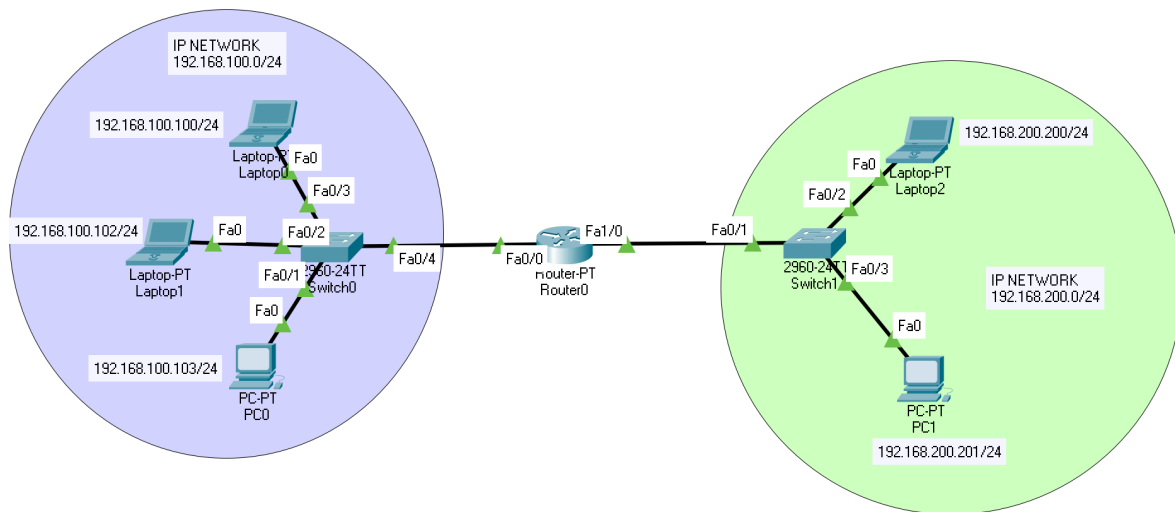 IP NETWORK
192.168.100.0/24
192.168.100.100/24
Laptop-PT
Laptop0
Fa0
Fa0/3
192.168.100.102/24
Laptop-PT
Laptop1
Fa0
Fa0/2
Fa0/1
2960-24TT
Switch0
Fa0/4
Fa0
192.168.100.103/24
PC-PT
PC0
Fa0/0
Fa1/0
Router-PT
Router0
192.168.200.200/24
Laptop-PT
Laptop2
Fa0
Fa0/2
Fa0/1
2960-24TT
Switch1
Fa0/3
IP NETWORK
192.168.200.0/24
Fa0
PC-PT
PC1
192.168.200.201/24